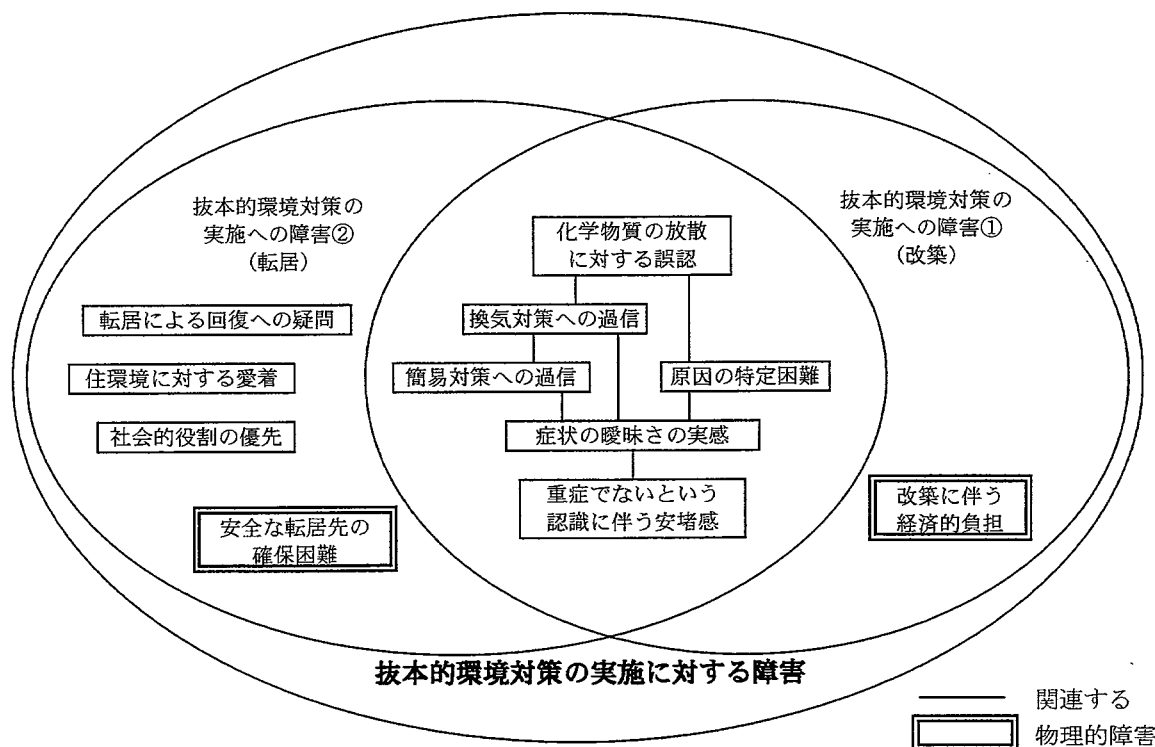 抜本的環境対策の
実施への障害②
（転居）
転居による回復への疑問
住環境に対する愛着
社会的役割の優先
安全な転居先の
確保困難
化学物質の放散
に対する誤認
換気対策への過信
簡易対策への過信
原因の特定困難
症状の曖昧さの実感
重症でないという
認識に伴う安堵感
抜本的環境対策の
実施への障害①
（改築）
改築に伴う
経済的負担
抜本的環境対策の実施に対する障害
関連する
物理的障害